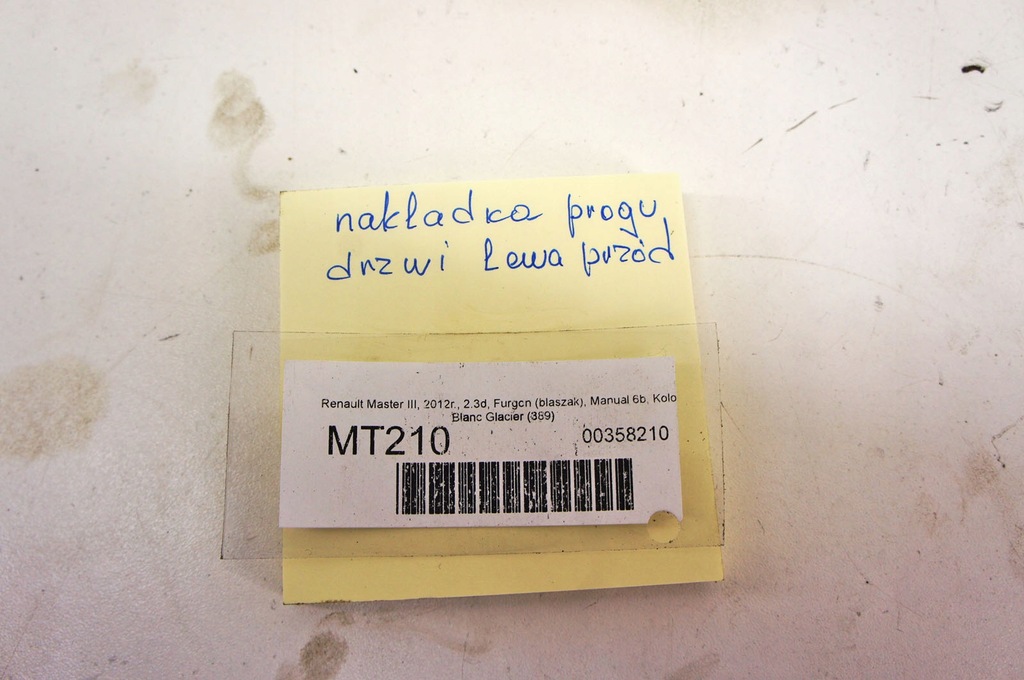 nakładka progu
drzwi lewa przód
Renault Master III, 2012r., 2.3d, Furgon (blaszak), Manual 6b, Kolo
Blanc Glacier (369)
MT210 00358210